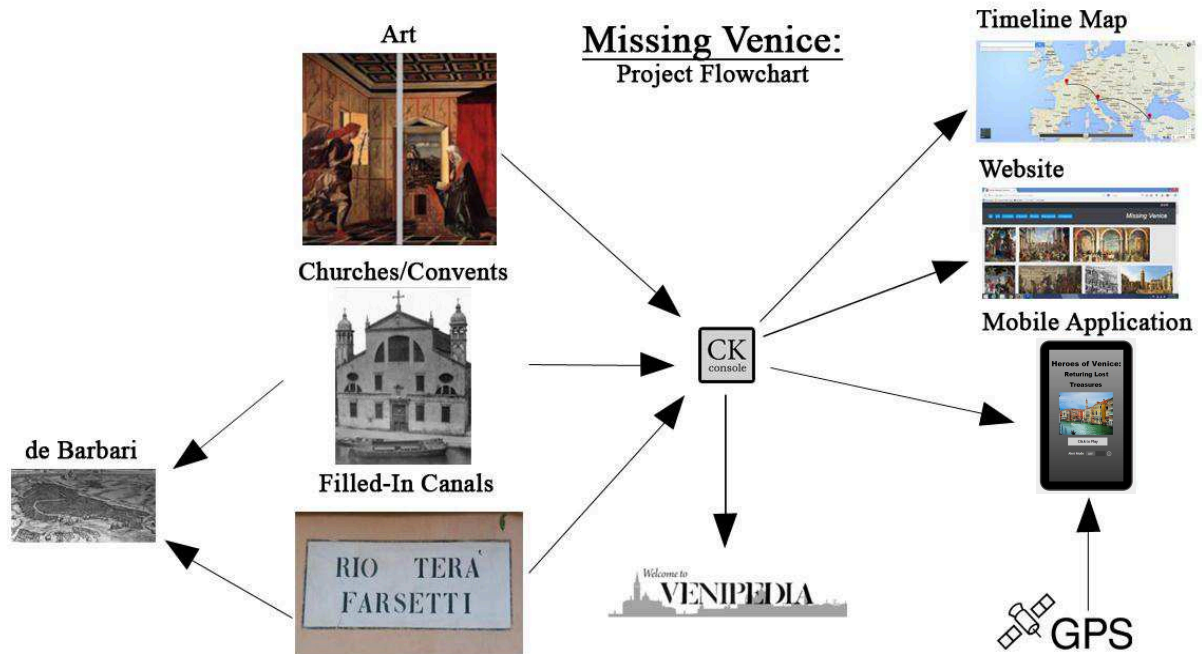 Missing Venice:
Project Flowchart
Art
Churches/Convents
Filled-In Canals
RIO TERÀ
FARSETTI
de Barbari
CK
console
Welcome to
VENIPEDIA
Timeline Map
Website
Missing Venice
Mobile Application
Heroes of Venice:
Returing Lost
Treasures
Click to Play
GPS